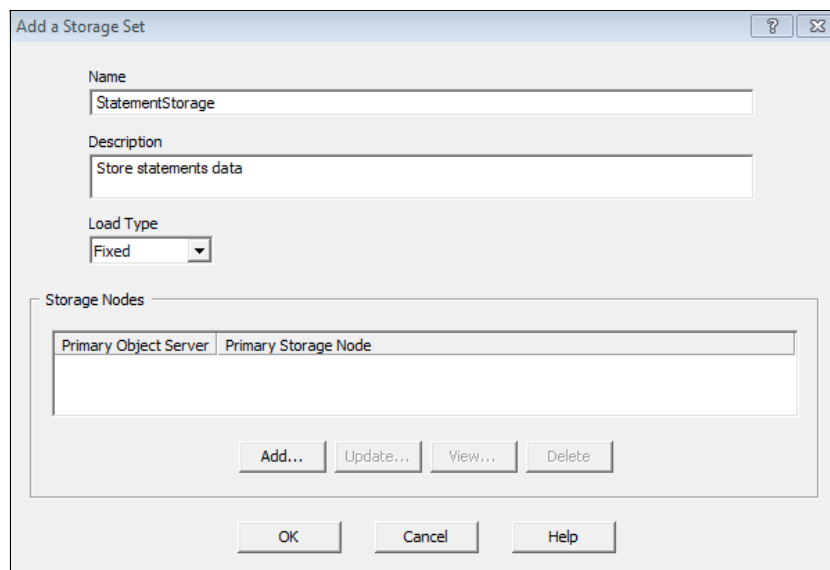 Add a Storage Set
Name
StatementStorage
Description
Store statements data
Load Type
Fixed
Storage Nodes
Primary Object Server Primary Storage Node
Add... Update... View... Delete
OK Cancel Help